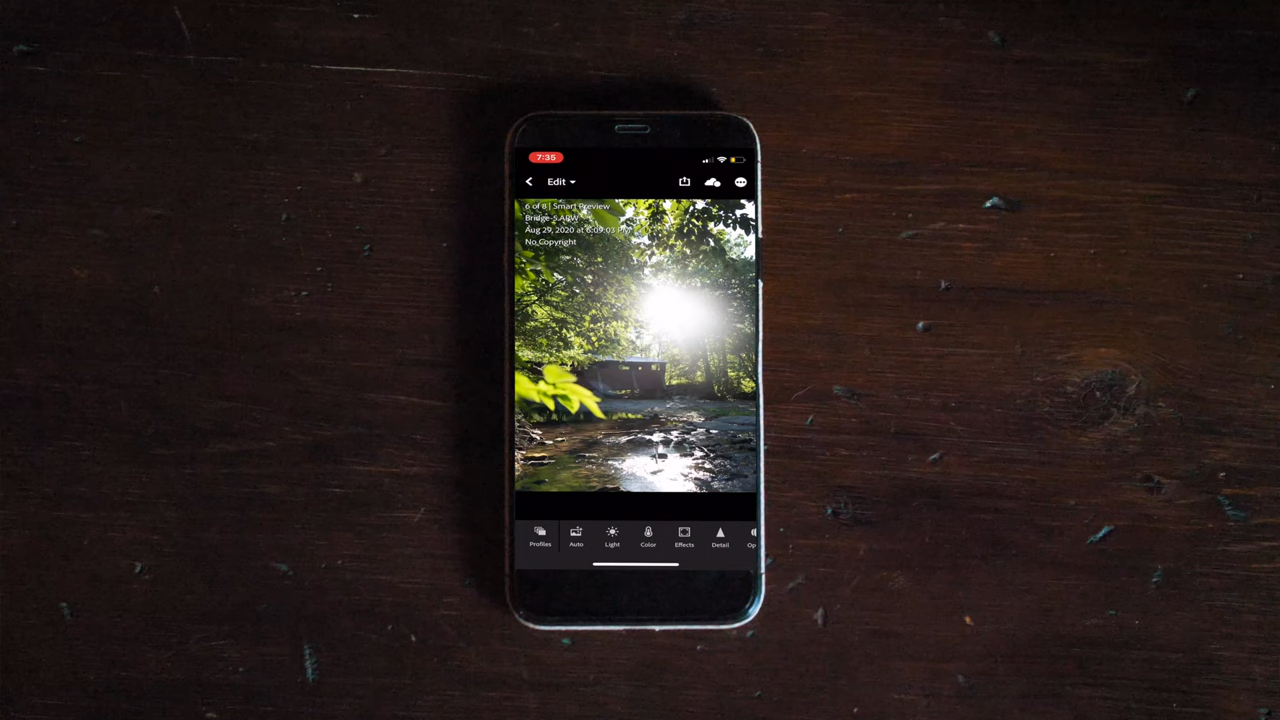 7:35
Edit
6 of 8 | Smart Preview
Bridge-5.ARW
Aug 29, 2020 at 6:09:03 PM
No Copyright
Profiles
Auto
Light
Color
Effects
Detail
Op